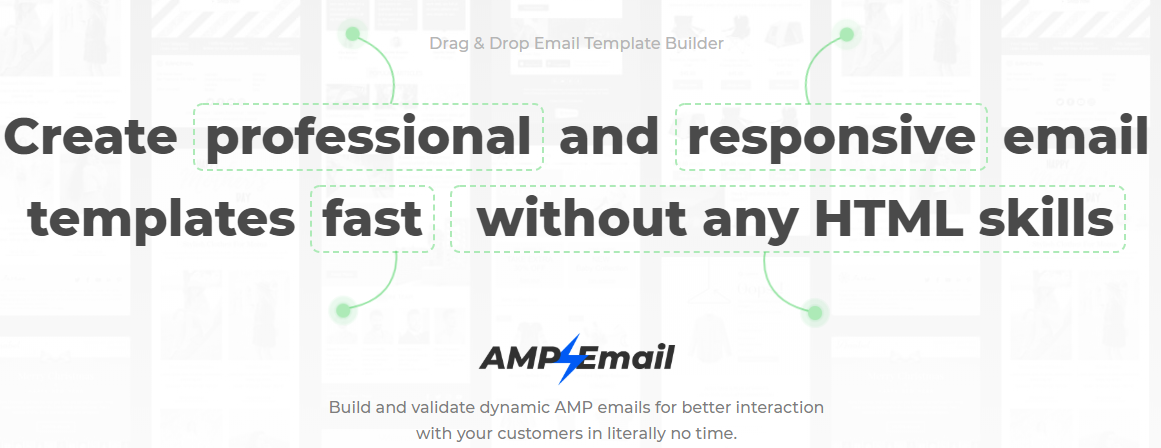 Drag & Drop Email Template Builder
Create professional and responsive email
templates fast without any HTML skills
AMP Email
Build and validate dynamic AMP emails for better interaction
with your customers in literally no time.